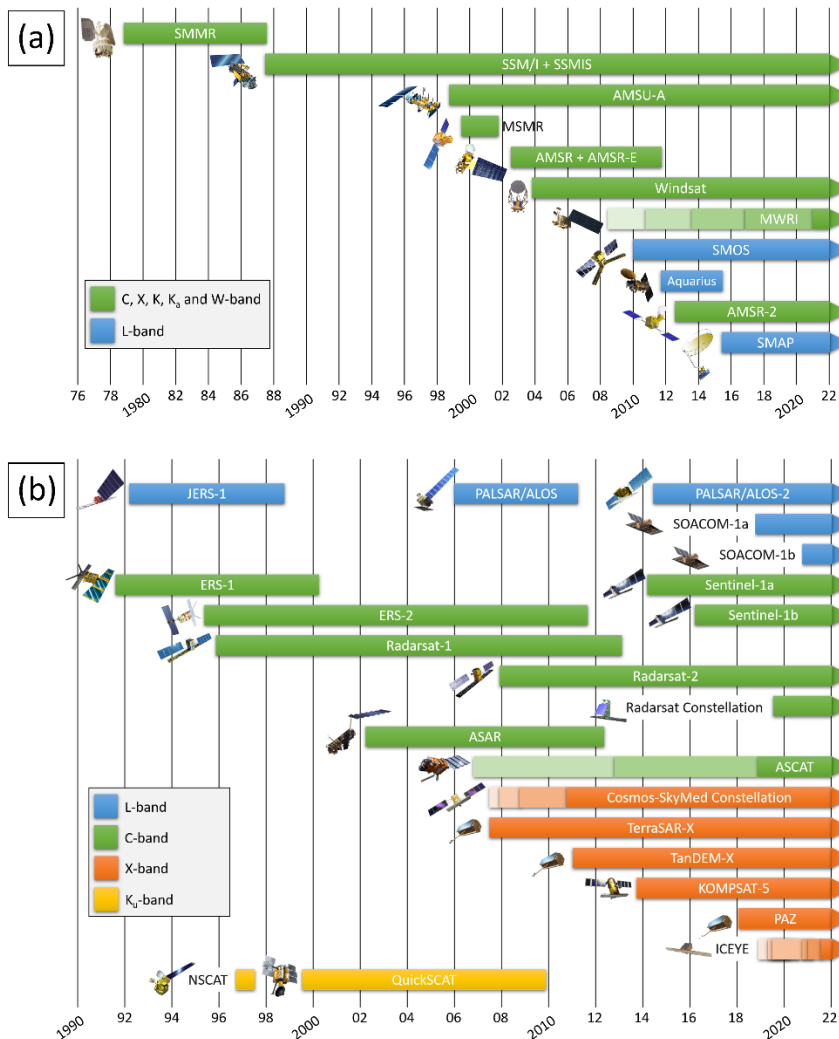 (a)
SMMR
SSM/I + SSMIS
AMSU-A
MSMR
AMSR + AMSR-E
Windsat
MWRI
SMOS
Aquarius
AMSR-2
SMAP
C, X, K, Ka and W-band
L-band
76 78 1980 82 84 86 88 1990 92 94 96 98 2000 02 04 06 08 2010 12 14 16 18 2020 22
(b)
JERS-1 PALSAR/ALOS PALSAR/ALOS-2
SOACOM-1a
SOACOM-1b
ERS-1 Sentinel-1a
ERS-2 Sentinel-1b
Radarsat-1
Radarsat-2
Radarsat Constellation
ASAR
ASCAT
Cosmos-SkyMed Constellation
TerraSAR-X
TanDEM-X
KOMPSAT-5
PAZ
ICEYE
L-band
C-band
X-band
Ku-band
NSCAT QuickSCAT
1990 92 94 96 98 2000 02 04 06 08 2010 12 14 16 18 2020 22